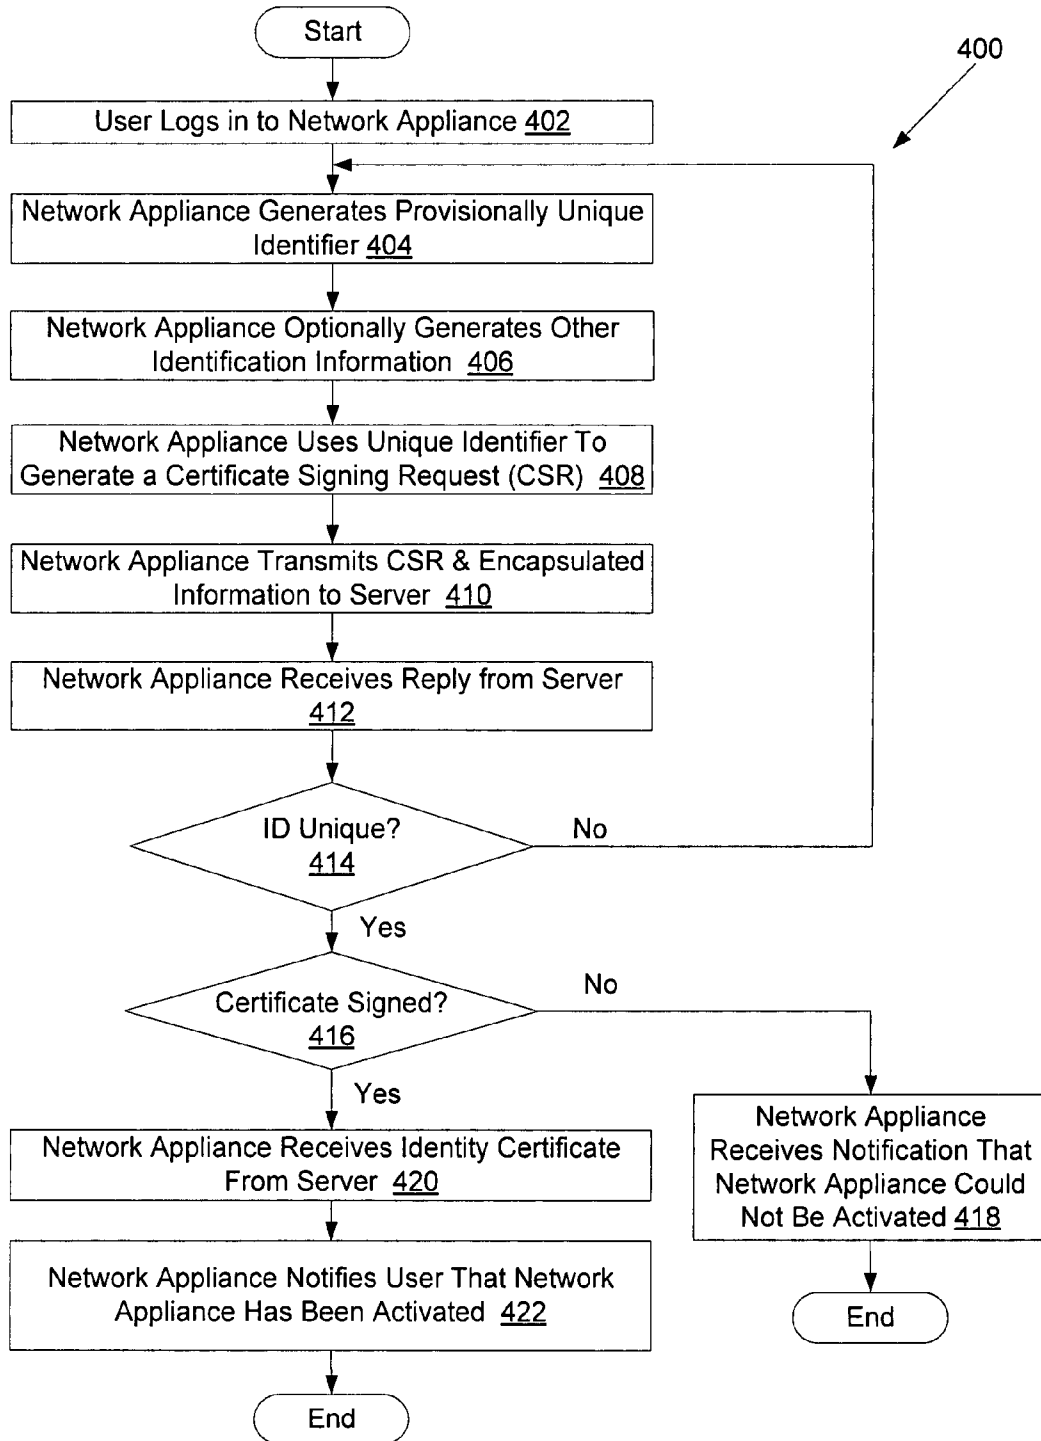 Start
400
User Logs in to Network Appliance 402
Network Appliance Generates Provisionally Unique
Identifier 404
Network Appliance Optionally Generates Other
Identification Information 406
Network Appliance Uses Unique Identifier To
Generate a Certificate Signing Request (CSR) 408
Network Appliance Transmits CSR & Encapsulated
Information to Server 410
Network Appliance Receives Reply from Server
412
ID Unique?
414
No
Yes
Certificate Signed?
416
No
Yes
Network Appliance Receives Identity Certificate
From Server 420
Network Appliance
Receives Notification That
Network Appliance Could
Not Be Activated 418
Network Appliance Notifies User That Network
Appliance Has Been Activated 422
End
End